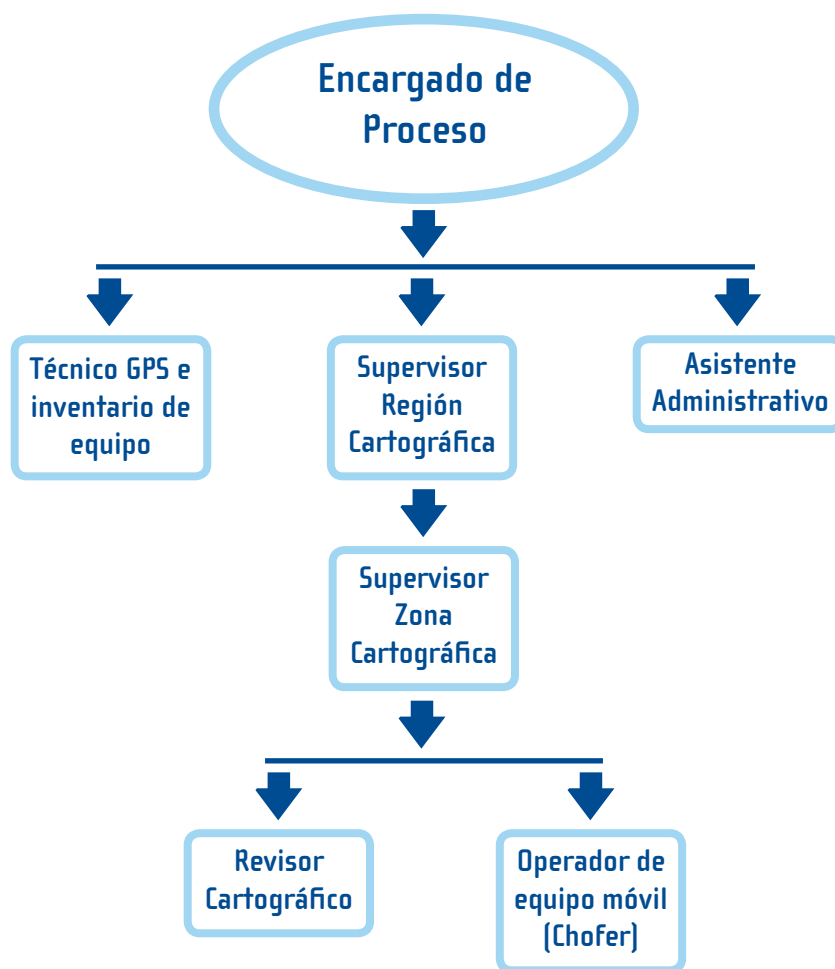 Encargado de
Proceso
Técnico GPS e
inventario de
equipo
Supervisor
Región
Cartográfica
Asistente
Administrativo
Supervisor
Zona
Cartográfica
Revisor
Cartográfico
Operador de
equipo móvil
(Chofer)